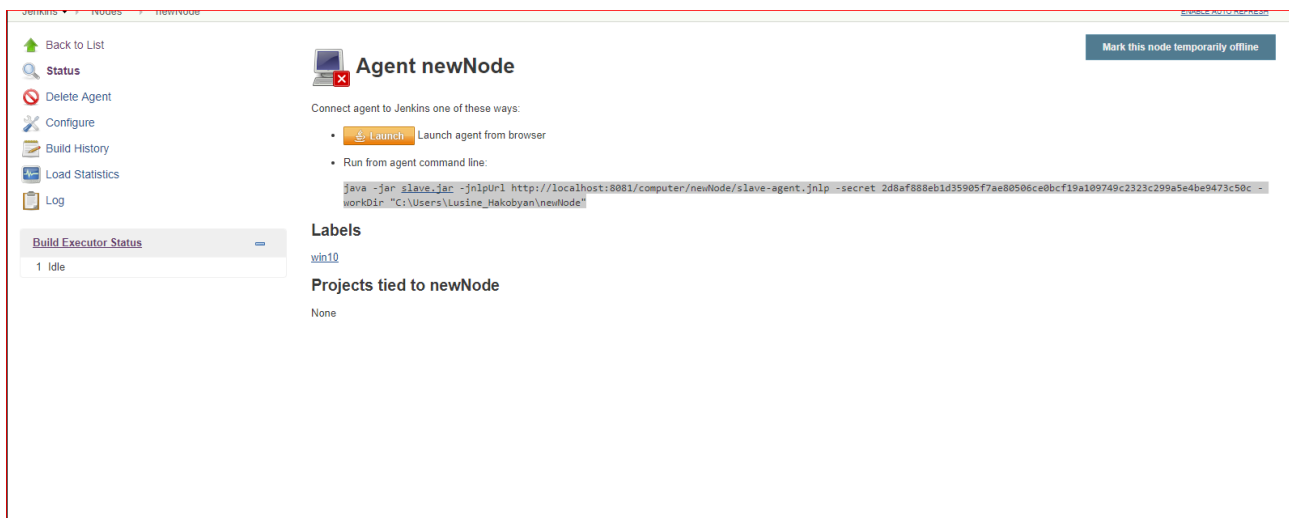 Jenkins > Nodes > newNode
ENABLE AUTO REFRESH
Back to List
Status
Delete Agent
Configure
Build History
Load Statistics
Log
Build Executor Status
1 Idle
Mark this node temporarily offline
Agent newNode
Connect agent to Jenkins one of these ways:
Launch Launch agent from browser
Run from agent command line:
java -jar slave.jar -jnlpUrl http://localhost:8081/computer/newNode/slave-agent.jnlp -secret 2d8af888eb1d35905f7ae80506ce0bcf19a109749c2323c299a5e4be9473c50c -
workDir "C:\Users\Lusine_Hakobyan\newNode"
Labels
win10
Projects tied to newNode
None